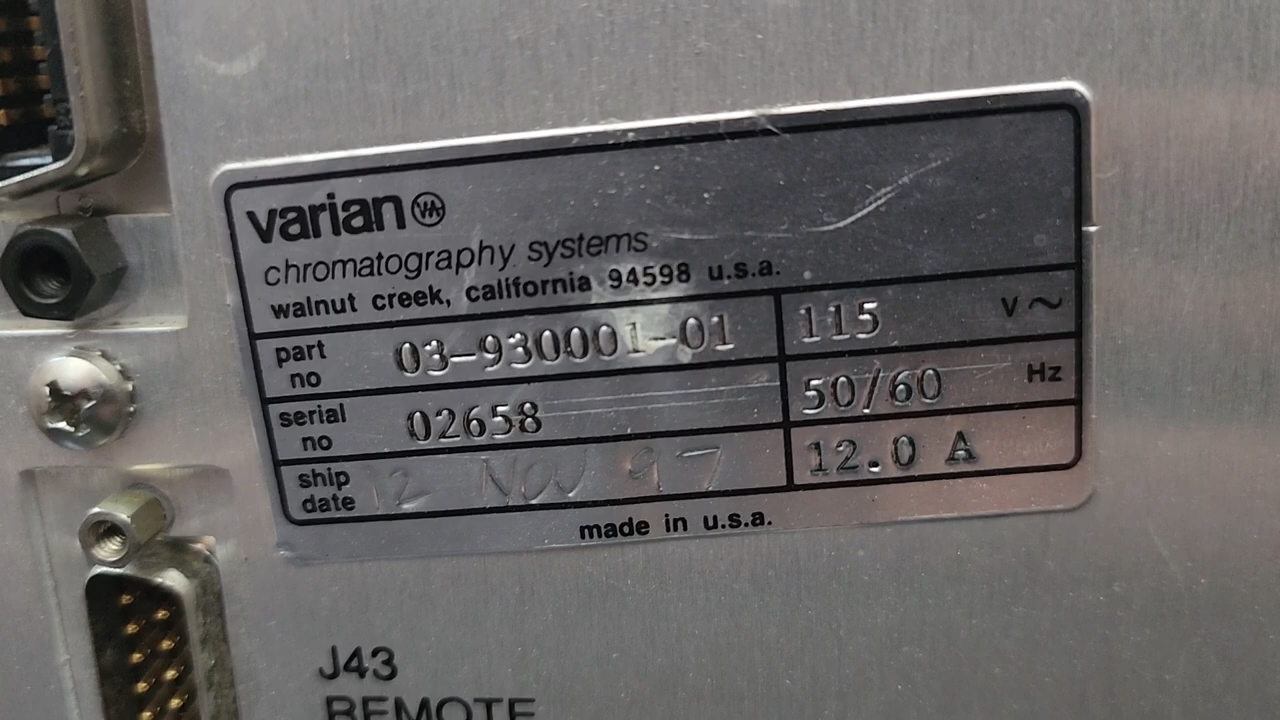 varian VA
chromatography systems
walnut creek, california 94598 u.s.a.
part no 03-930001-01 115 V~
serial no 02658 50/60 Hz
ship date 12 NOV 97 12.0 A
made in u.s.a.
J43
REMOTE